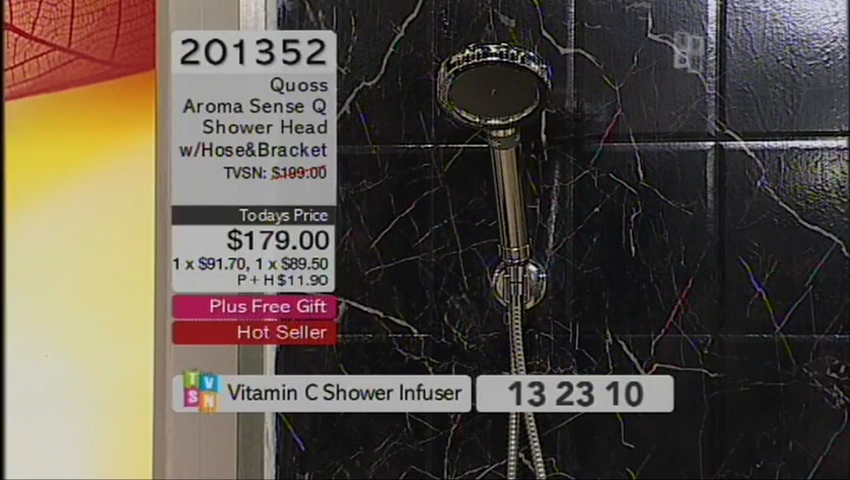 201352
Quoss
Aroma Sense Q
Shower Head
w/Hose&Bracket
TVSN: $199.00
Todays Price
$179.00
1 x $91.70, 1 x $89.50
P + H $11.90
Plus Free Gift
Hot Seller
TVSN
Vitamin C Shower Infuser
13 23 10